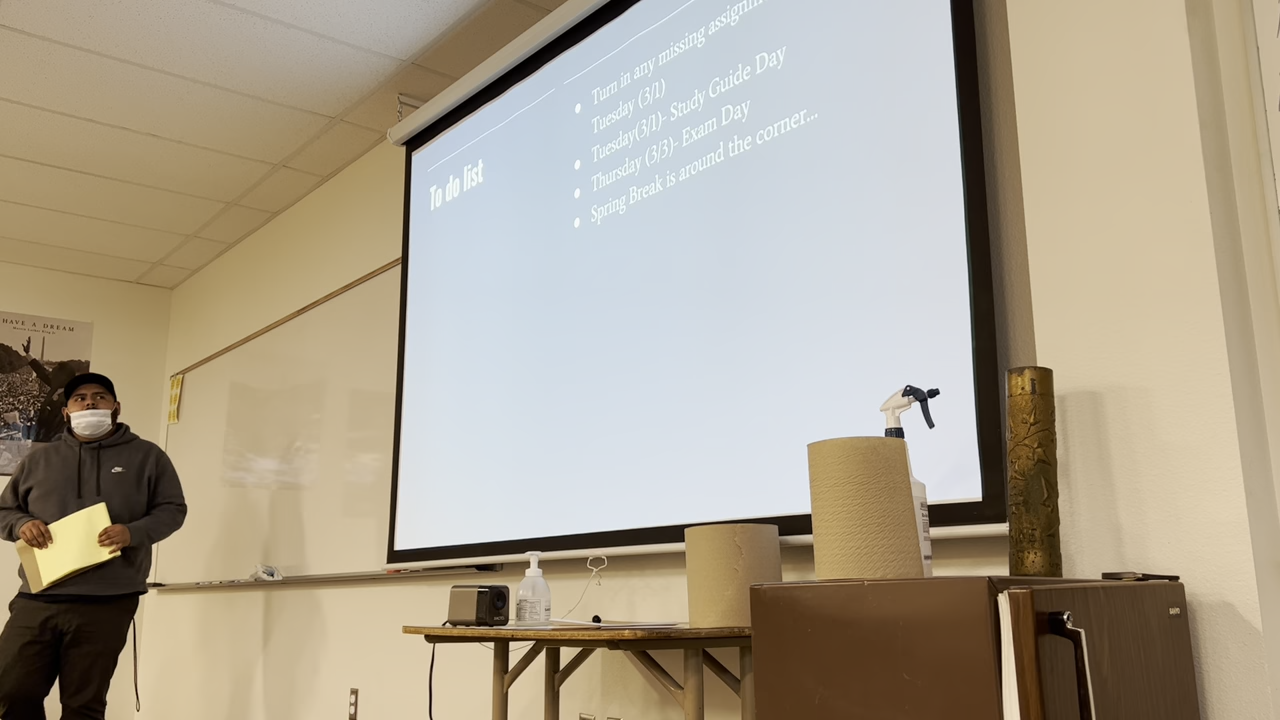 To do list
Turn in any missing
Tuesday (3/1)
Tuesday(3/1)- Study Guide Day
Thursday (3/3)- Exam Day
Spring Break is around the corner...
HAVE A DREAM
SANYO